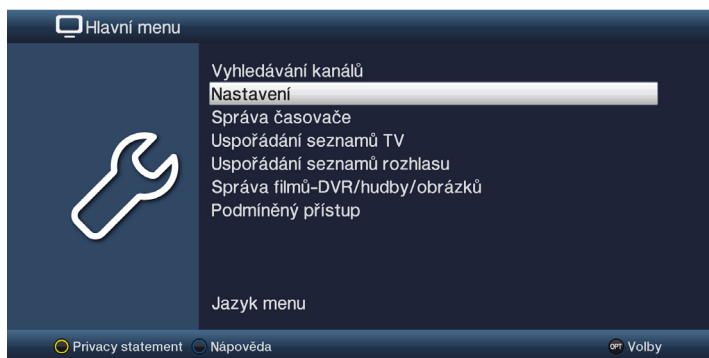 Hlavní menu
Vyhledávání kanálů
Nastavení
Správa časovače
Uspořádání seznamů TV
Uspořádání seznamů rozhlasu
Správa filmů-DVR/hudby/obrázků
Podmíněný přístup
Jazyk menu
Privacy statement Nápověda OPT Volby